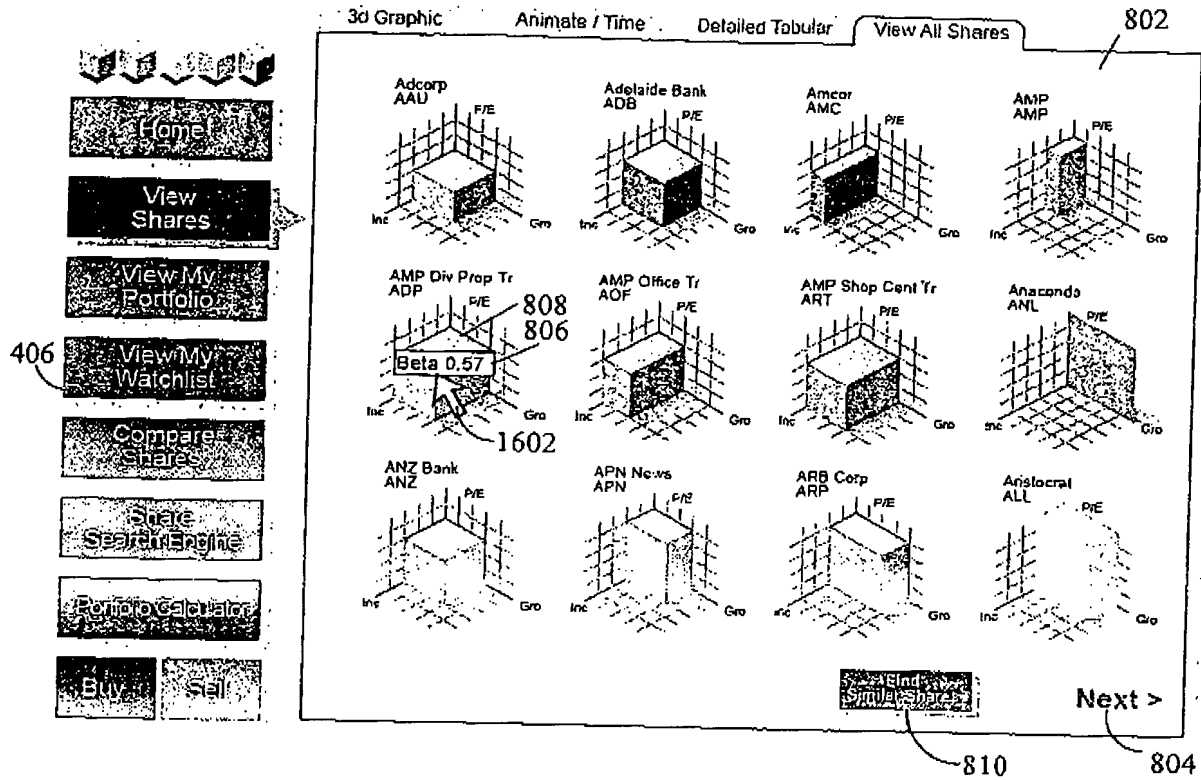 3d Graphic
Animate / Time
Detailed Tabular
View All Shares
802
Home
View
Shares
View My
Portfolio
406
View My
Watchlist
Compare
Shares
Share
Search Engine
Portfolio Calculator
Buy
Sell
Adcorp
AAU
P/E
Inc
Gro
Adelaide Bank
ADB
P/E
Inc
Gro
Amcor
AMC
P/E
Inc
Gro
AMP
AMP
P/E
Inc
Gro
AMP Div Prop Tr
ADP
P/E
808
806
Beta 0.57
Inc
Gro
1602
AMP Office Tr
AOF
P/E
Inc
Gro
AMP Shop Cent Tr
ART
P/E
Inc
Gro
Anaconda
ANL
P/E
Inc
Gro
ANZ Bank
ANZ
P/E
Inc
Gro
APN News
APN
P/E
Inc
Gro
ARB Corp
ARP
P/E
Inc
Gro
Aristocrat
ALL
P/E
Inc
Gro
Find
Similar Shares
Next >
810
804